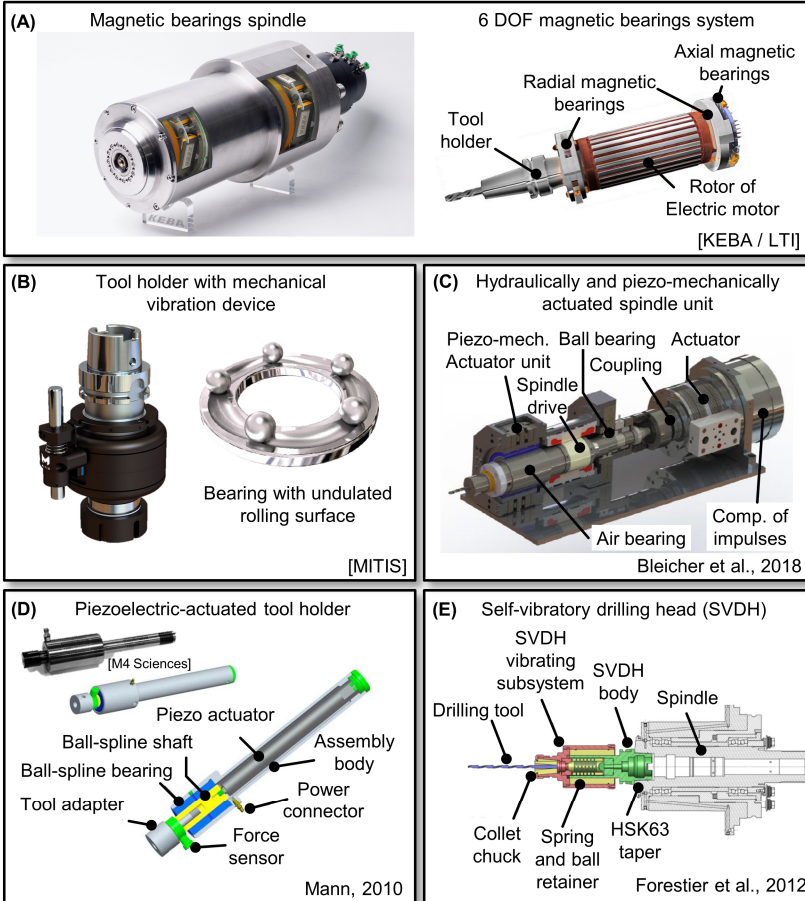 (A)
Magnetic bearings spindle
6 DOF magnetic bearings system
Axial magnetic
bearings
Radial magnetic
bearings
Tool
holder
Rotor of
Electric motor
KEBA
[KEBA / LTI]
(B)
Tool holder with mechanical
vibration device
Bearing with undulated
rolling surface
[MITIS]
(C)
Hydraulically and piezo-mechanically
actuated spindle unit
Piezo-mech.
Actuator unit
Ball bearing
Actuator
Coupling
Spindle
drive
Air bearing
Comp. of
impulses
Bleicher et al., 2018
(D)
Piezoelectric-actuated tool holder
[M4 Sciences]
Piezo actuator
Ball-spline shaft
Assembly
body
Ball-spline bearing
Tool adapter
Power
connector
Force
sensor
Mann, 2010
(E)
Self-vibratory drilling head (SVDH)
SVDH
vibrating
subsystem
SVDH
body
Spindle
Drilling tool
Collet
chuck
Spring
and ball
retainer
HSK63
taper
Forestier et al., 2012